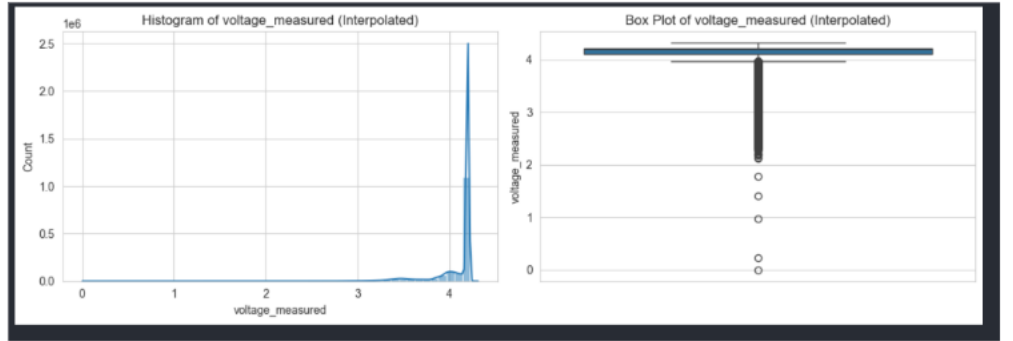 Histogram of voltage_measured (Interpolated)
1e6
2.5
2.0
1.5
1.0
0.5
0.0
Count
0 1 2 3 4
voltage_measured
Box Plot of voltage_measured (Interpolated)
4
3
2
1
0
voltage_measured